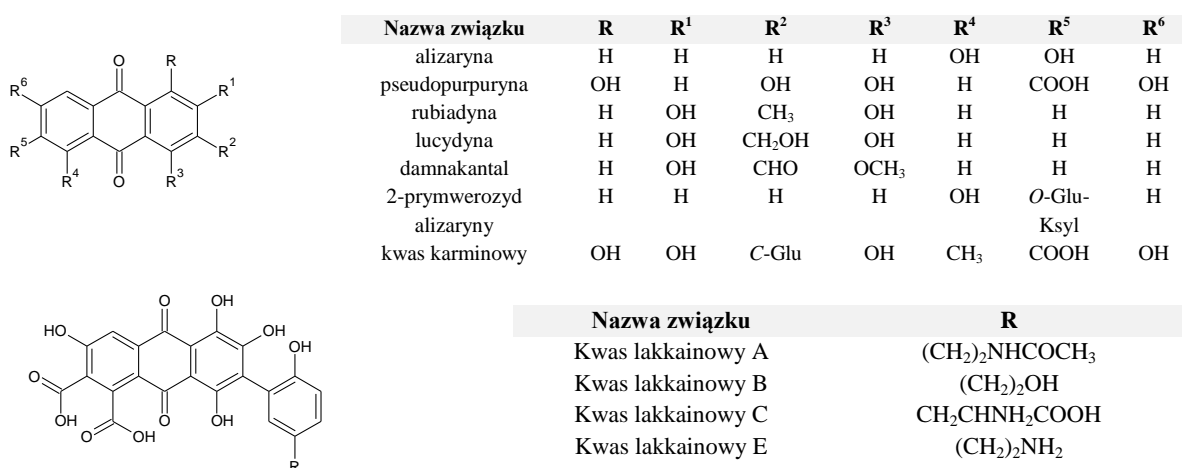 Nazwa związku R R¹ R² R³ R⁴ R⁵ R⁶
alizaryna H H H H OH OH H
pseudopurpuryna OH H OH OH H COOH OH
rubiadyna H OH CH₃ OH H H H
lucydyna H OH CH₂OH OH H H H
damnakantal H OH CHO OCH₃ H H H
2-prymwerozyd H H H H OH O-Glu- H
alizaryny Ksyl
kwas karminowy OH OH C-Glu OH CH₃ COOH OH
O R
R⁶ R¹
R⁵ R²
R⁴ O R³
O OH
HO OH
OH
O
OH O OH O OH
R
Nazwa związku R
Kwas lakkainowy A (CH₂)₂NHCOCH₃
Kwas lakkainowy B (CH₂)₂OH
Kwas lakkainowy C CH₂CHNH₂COOH
Kwas lakkainowy E (CH₂)₂NH₂